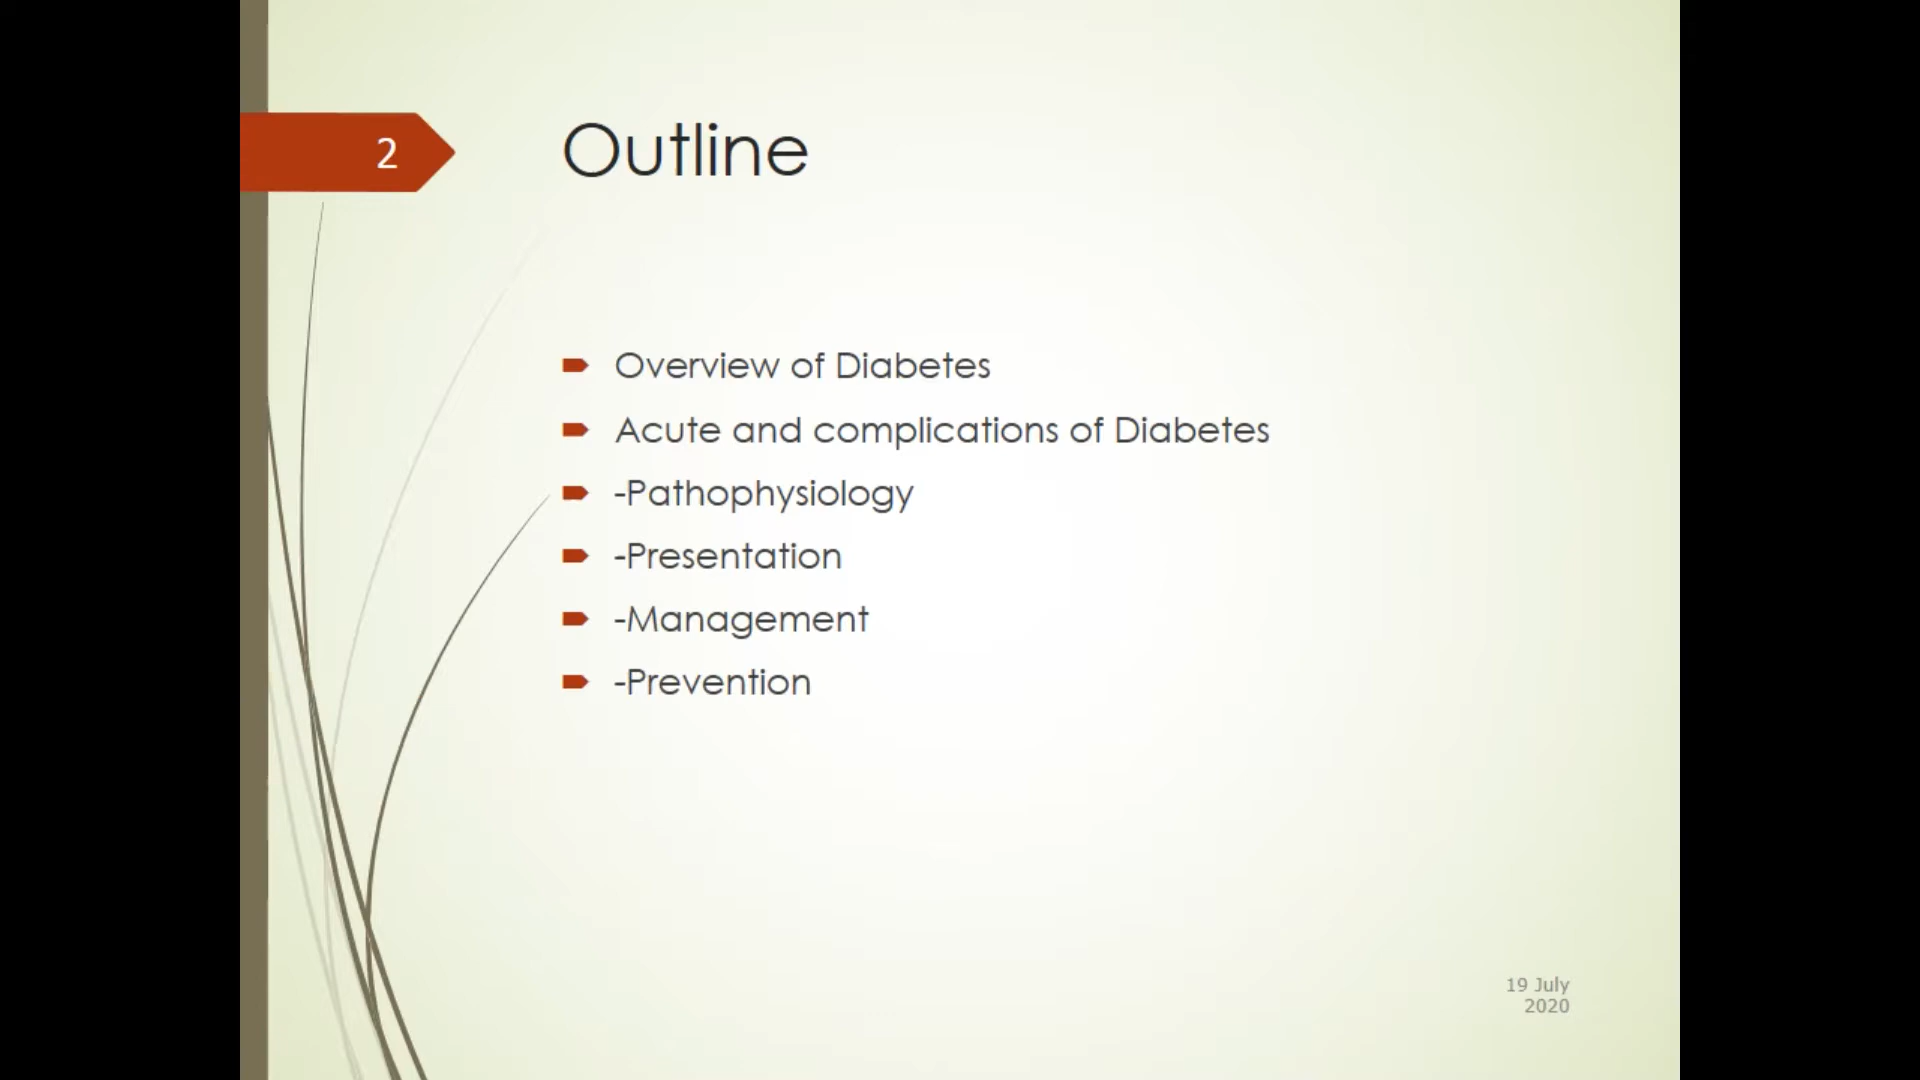 2
Outline
Overview of Diabetes
Acute and complications of Diabetes
-Pathophysiology
-Presentation
-Management
-Prevention
19 July
2020